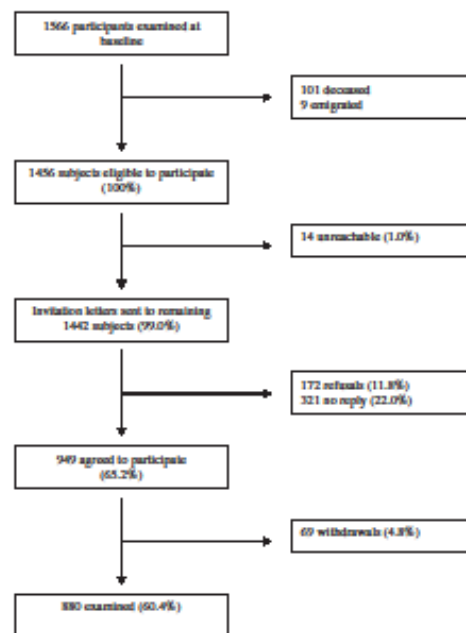 1566 participants examined at
baseline
101 deceased
9 emigrated
1456 subjects eligible to participate
(100%)
14 unreachable (1.0%)
Invitation letters sent to remaining
1442 subjects (99.0%)
172 refusals (11.8%)
321 no reply (22.0%)
949 agreed to participate
(65.2%)
69 withdrawals (4.8%)
880 examined (60.4%)